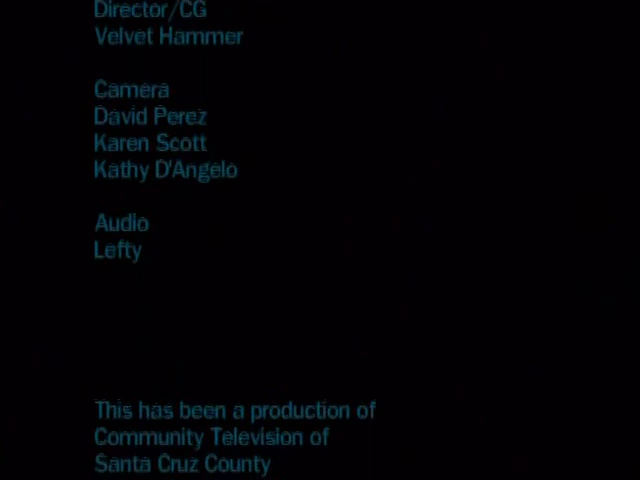 Director/CG
Velvet Hammer
Camera
David Perez
Karen Scott
Kathy D'Angelo
Audio
Lefty
This has been a production of
Community Television of
Santa Cruz County